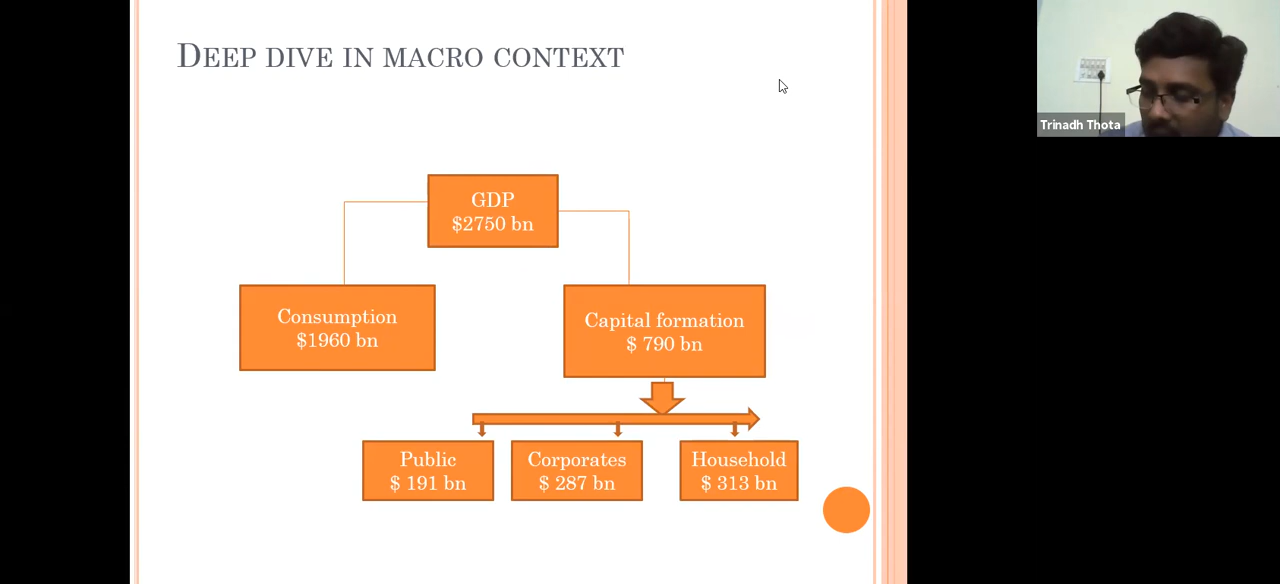 DEEP DIVE IN MACRO CONTEXT
Trinadh Thota
GDP
$2750 bn
Consumption
$1960 bn
Capital formation
$ 790 bn
Public
$ 191 bn
Corporates
$ 287 bn
Household
$ 313 bn